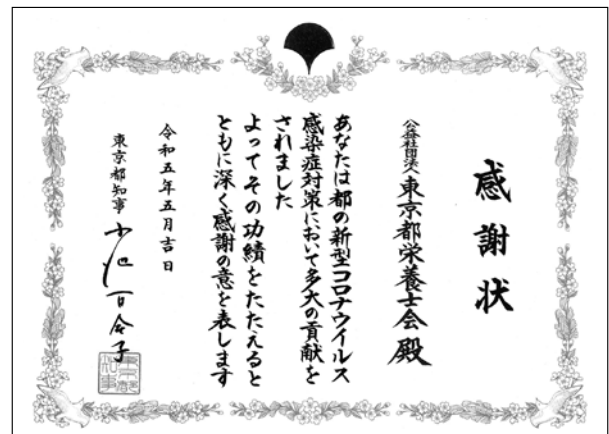 感謝状
公益社団法人東京都栄養士会殿
あなたは都の新型コロナウイルス
感染症対策において多大の貢献を
されました
よってその功績をたたえると
ともに深く感謝の意を表します
令和五年五月吉日
東京都知事 小池百合子
東京都知事